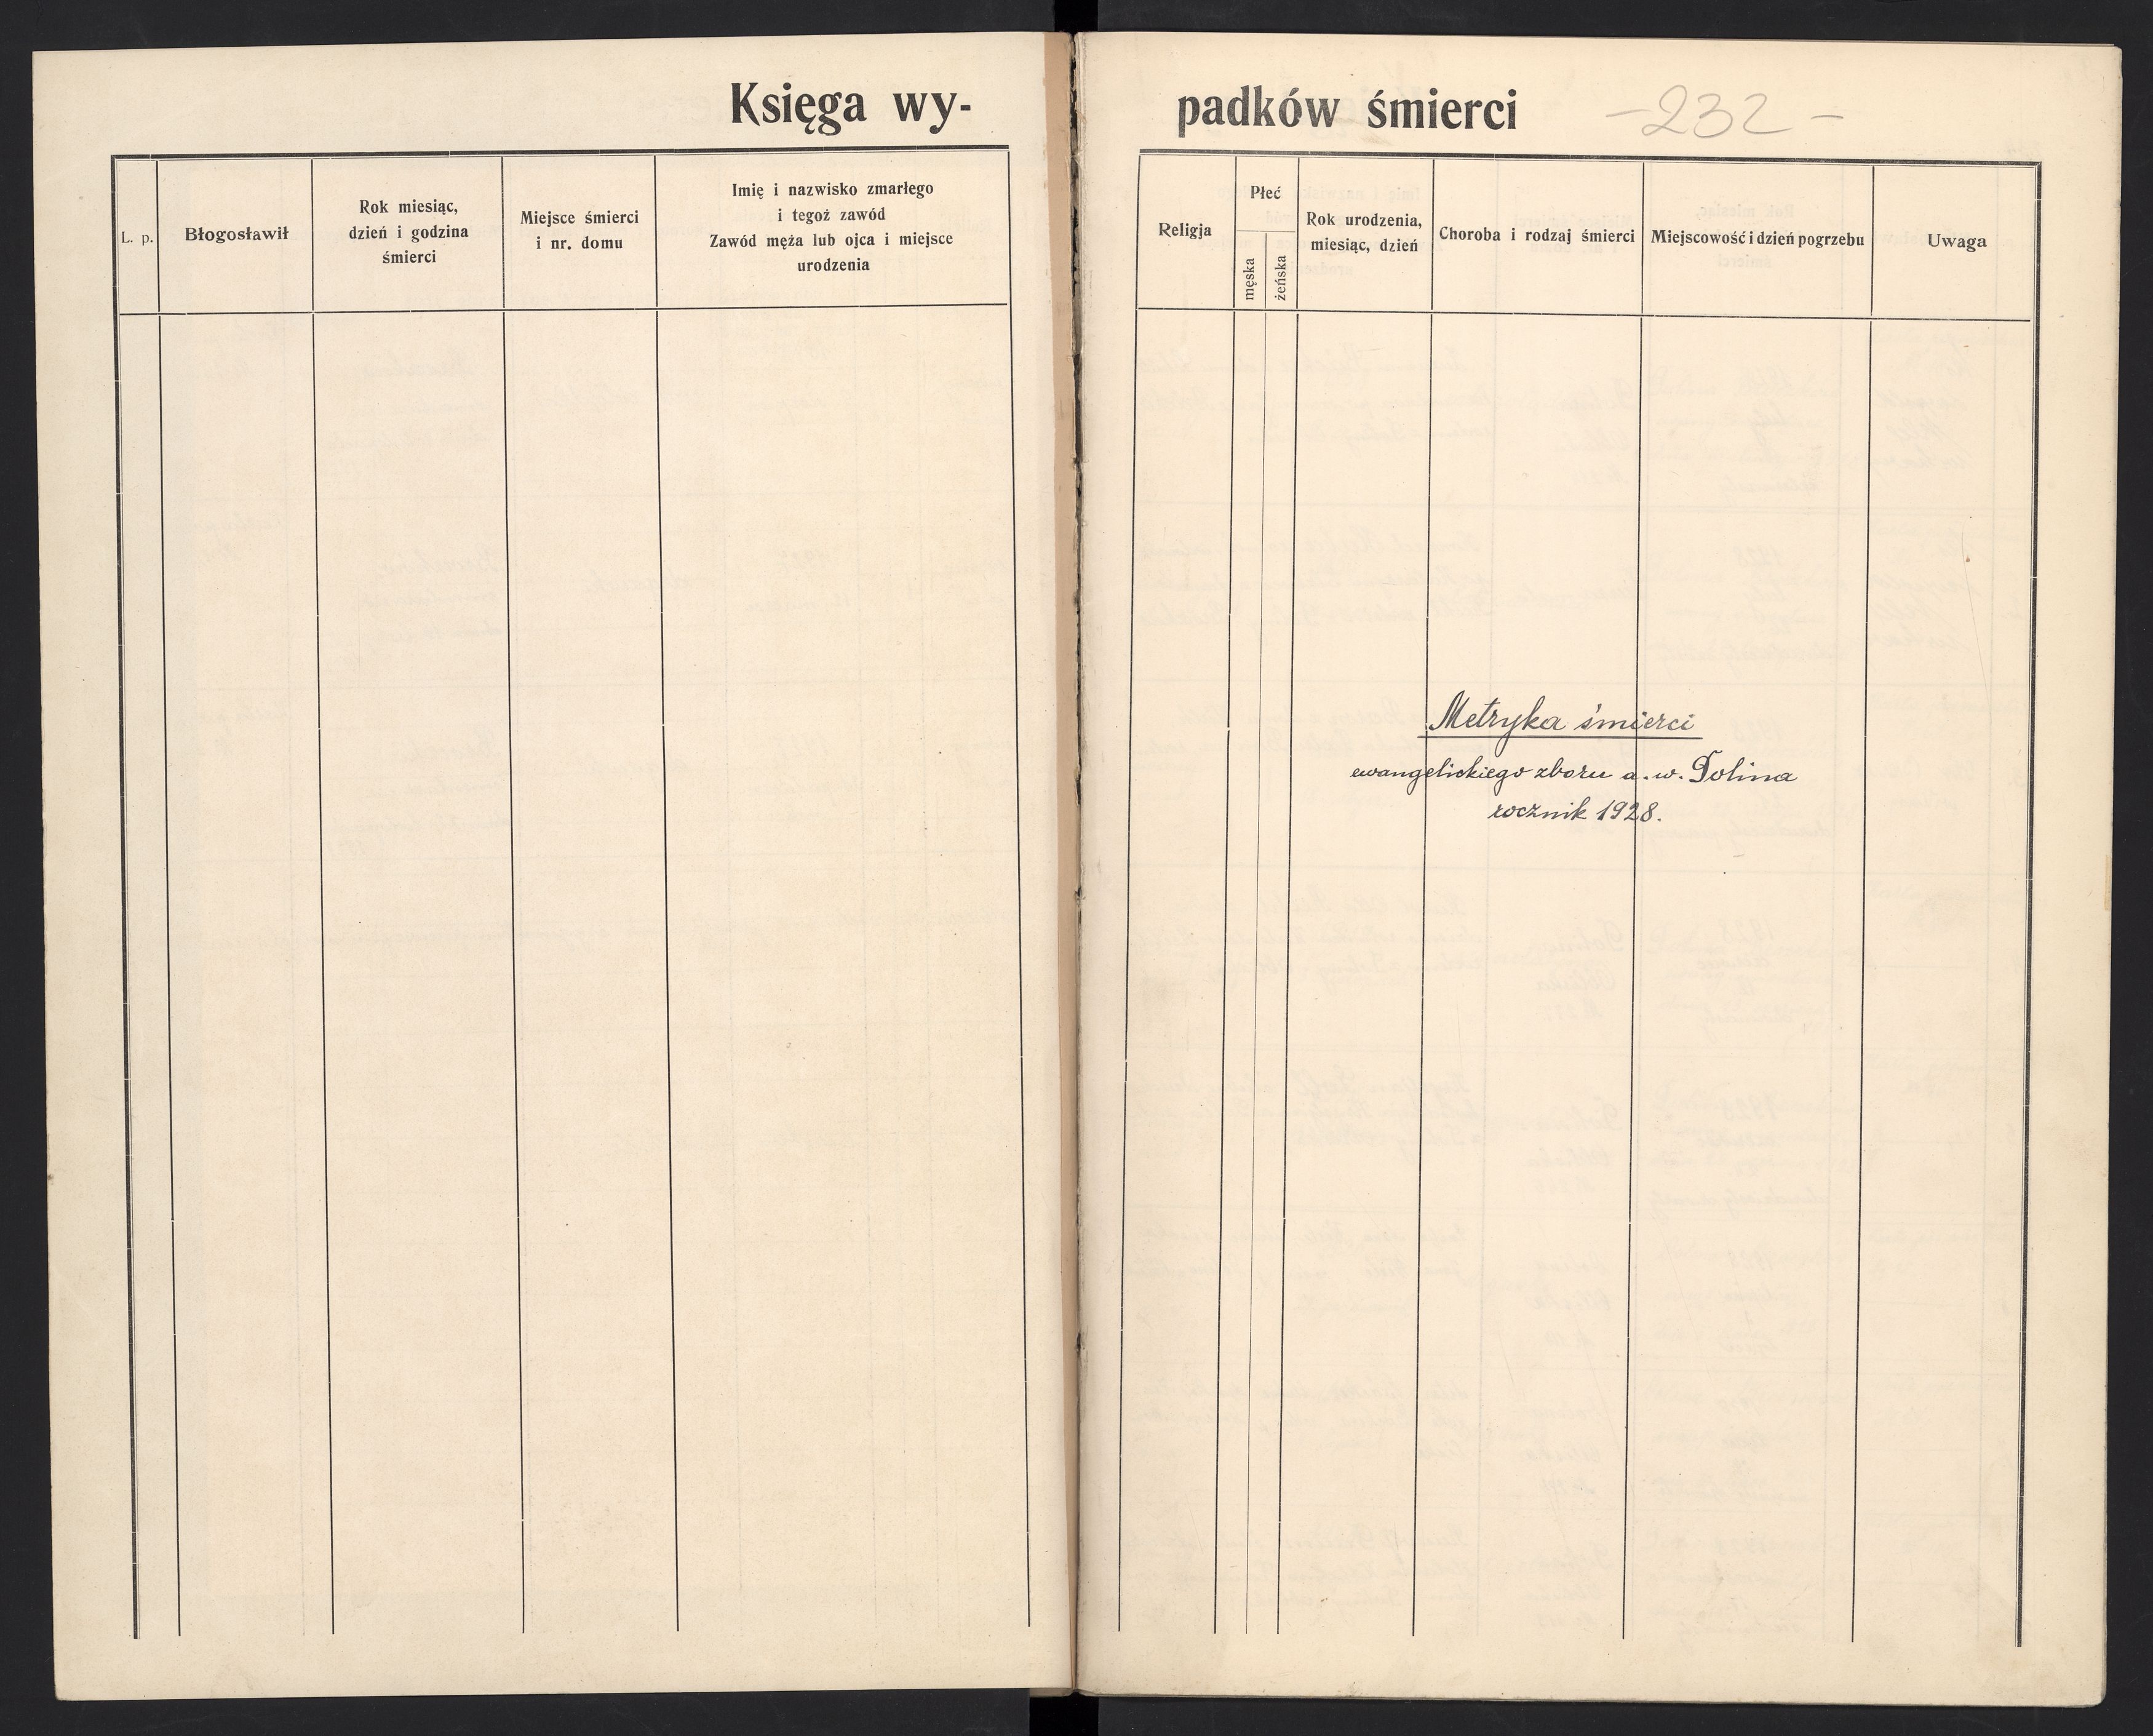 Księga wy-
padków śmierci
-232-
L. p.
Błogosławił
Rok miesiąc,
dzień i godzina
śmierci
Miejsce śmierci
i nr. domu
Imię i nazwisko zmarłego
i tegoż zawód
Zawód męża lub ojca i miejsce
urodzenia
Religja
Płeć
męska
żeńska
Rok urodzenia,
miesiąc, dzień
Choroba i rodzaj śmierci
Miejscowość i dzień pogrzebu
Uwaga
Metryka śmierci
ewangelickiego zboru a. w. Dolina
rocznik 1928.